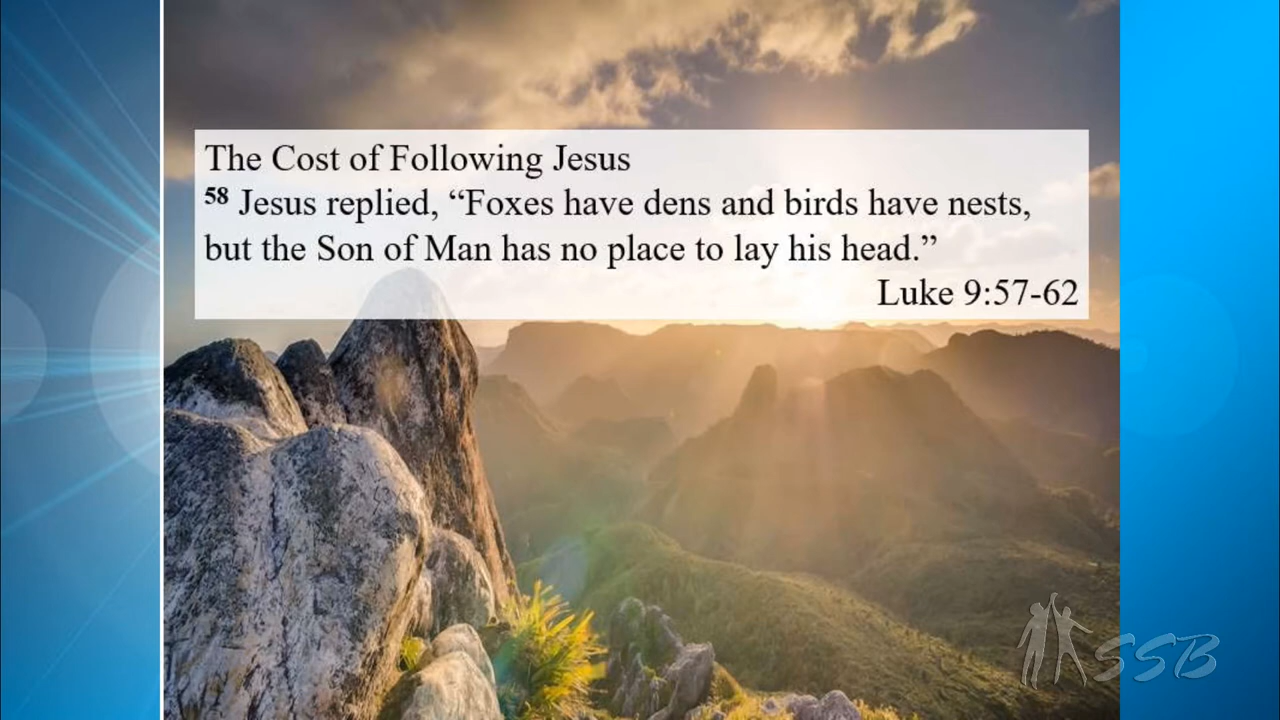 The Cost of Following Jesus
58 Jesus replied, “Foxes have dens and birds have nests,
but the Son of Man has no place to lay his head.”
Luke 9:57-62
SSB